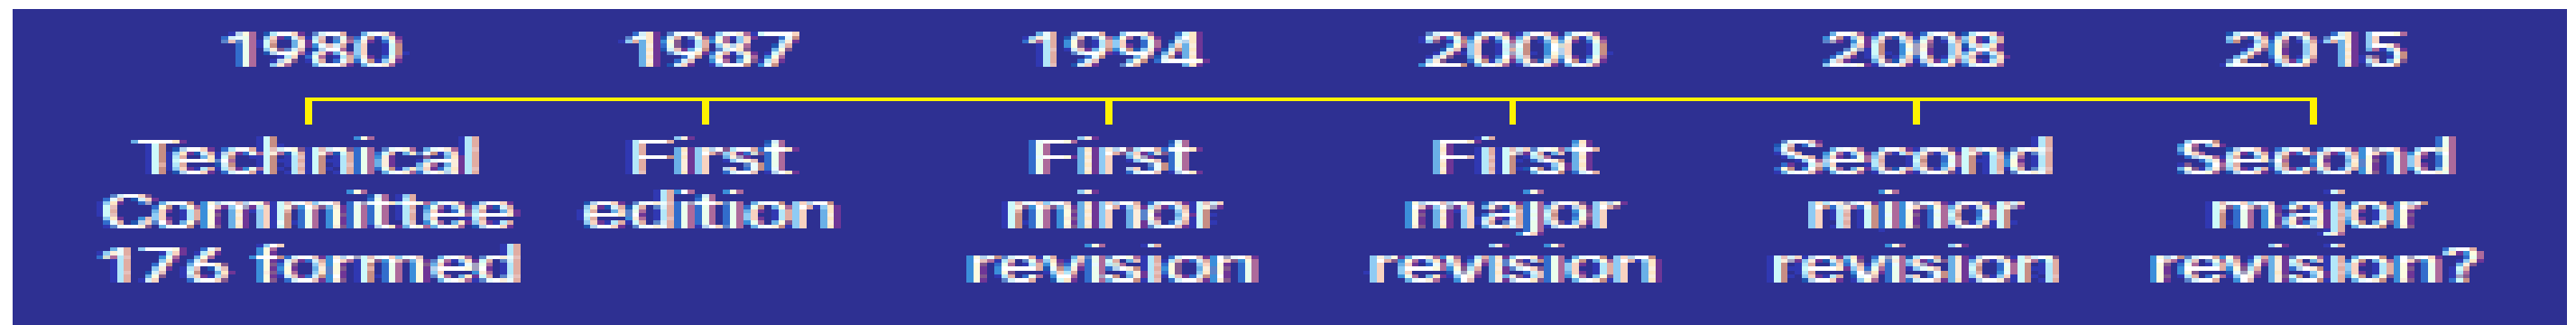 1980 1987 1994 2000 2008 2015
Technical First First First Second Second
Committee edition minor major minor major
176 formed revision revision revision revision?